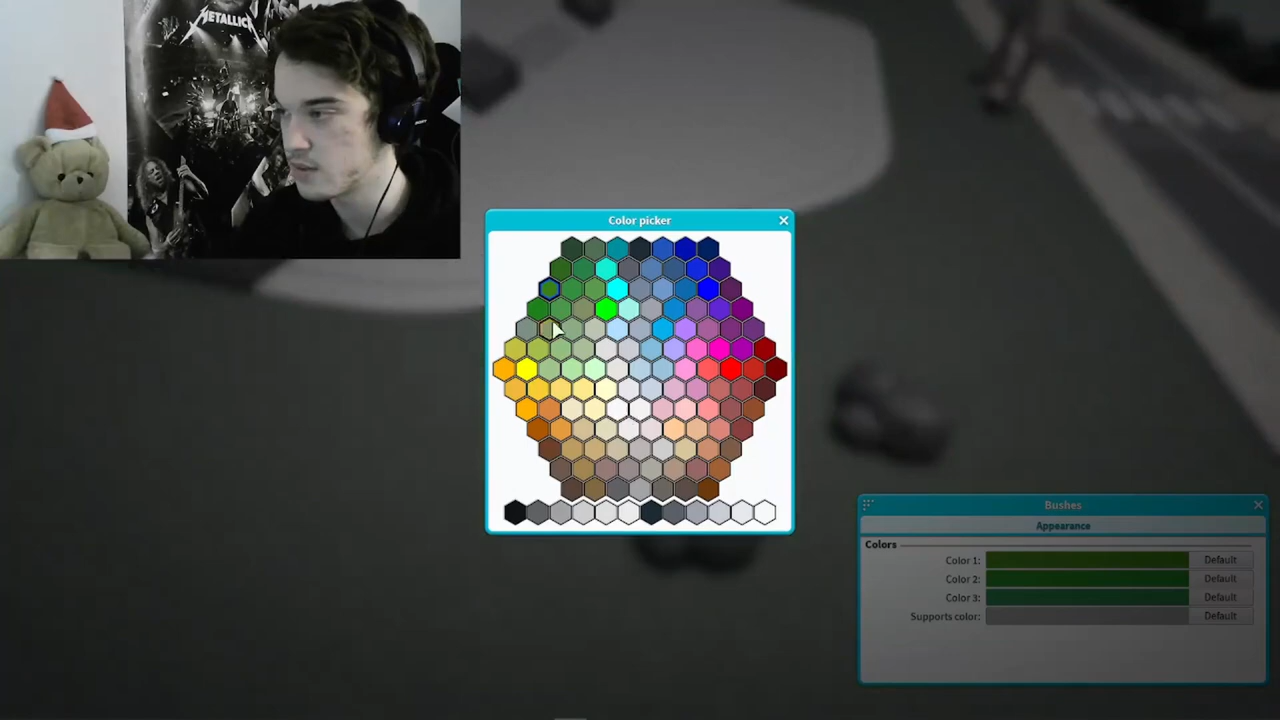 METALLICA
Color picker
Bushes
Appearance
Colors
Color 1: Default
Color 2: Default
Color 3: Default
Supports color: Default